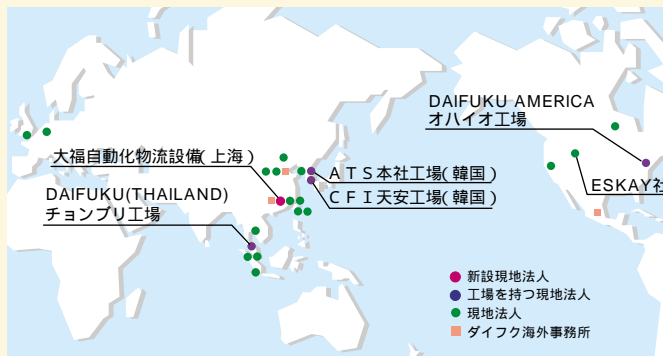 DAIFUKU AMERICA
オハイオ工場
大福自動化物流設備(上海)
ATS本社工場(韓国)
CFI天安工場(韓国)
ESKAY社
DAIFUKU(THAILAND)
チョンブリ工場
新設現地法人
工場を持つ現地法人
現地法人
ダイフク海外事務所